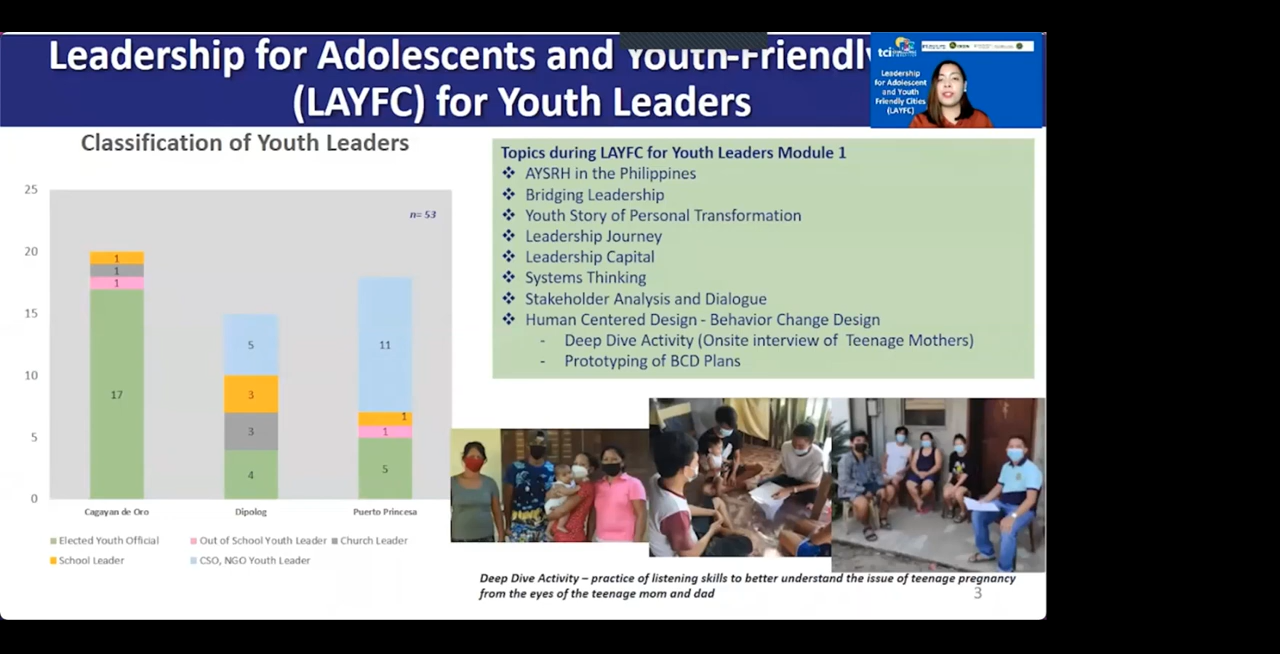 Leadership for Adolescents and Youth-Friendly
(LAYFC) for Youth Leaders
tci
Leadership
for Adolescent
and Youth
Friendly Cities
(LAYFC)
Classification of Youth Leaders
25
20
15
10
5
0
n= 53
1
1
1
17
5
3
3
4
11
1
1
5
Cagayan de Oro
Dipolog
Puerto Princesa
Elected Youth Official
Out of School Youth Leader
Church Leader
School Leader
CSO, NGO Youth Leader
Topics during LAYFC for Youth Leaders Module 1
❖ AYSRH in the Philippines
❖ Bridging Leadership
❖ Youth Story of Personal Transformation
❖ Leadership Journey
❖ Leadership Capital
❖ Systems Thinking
❖ Stakeholder Analysis and Dialogue
❖ Human Centered Design - Behavior Change Design
- Deep Dive Activity (Onsite interview of Teenage Mothers)
- Prototyping of BCD Plans
Deep Dive Activity – practice of listening skills to better understand the issue of teenage pregnancy
from the eyes of the teenage mom and dad
3